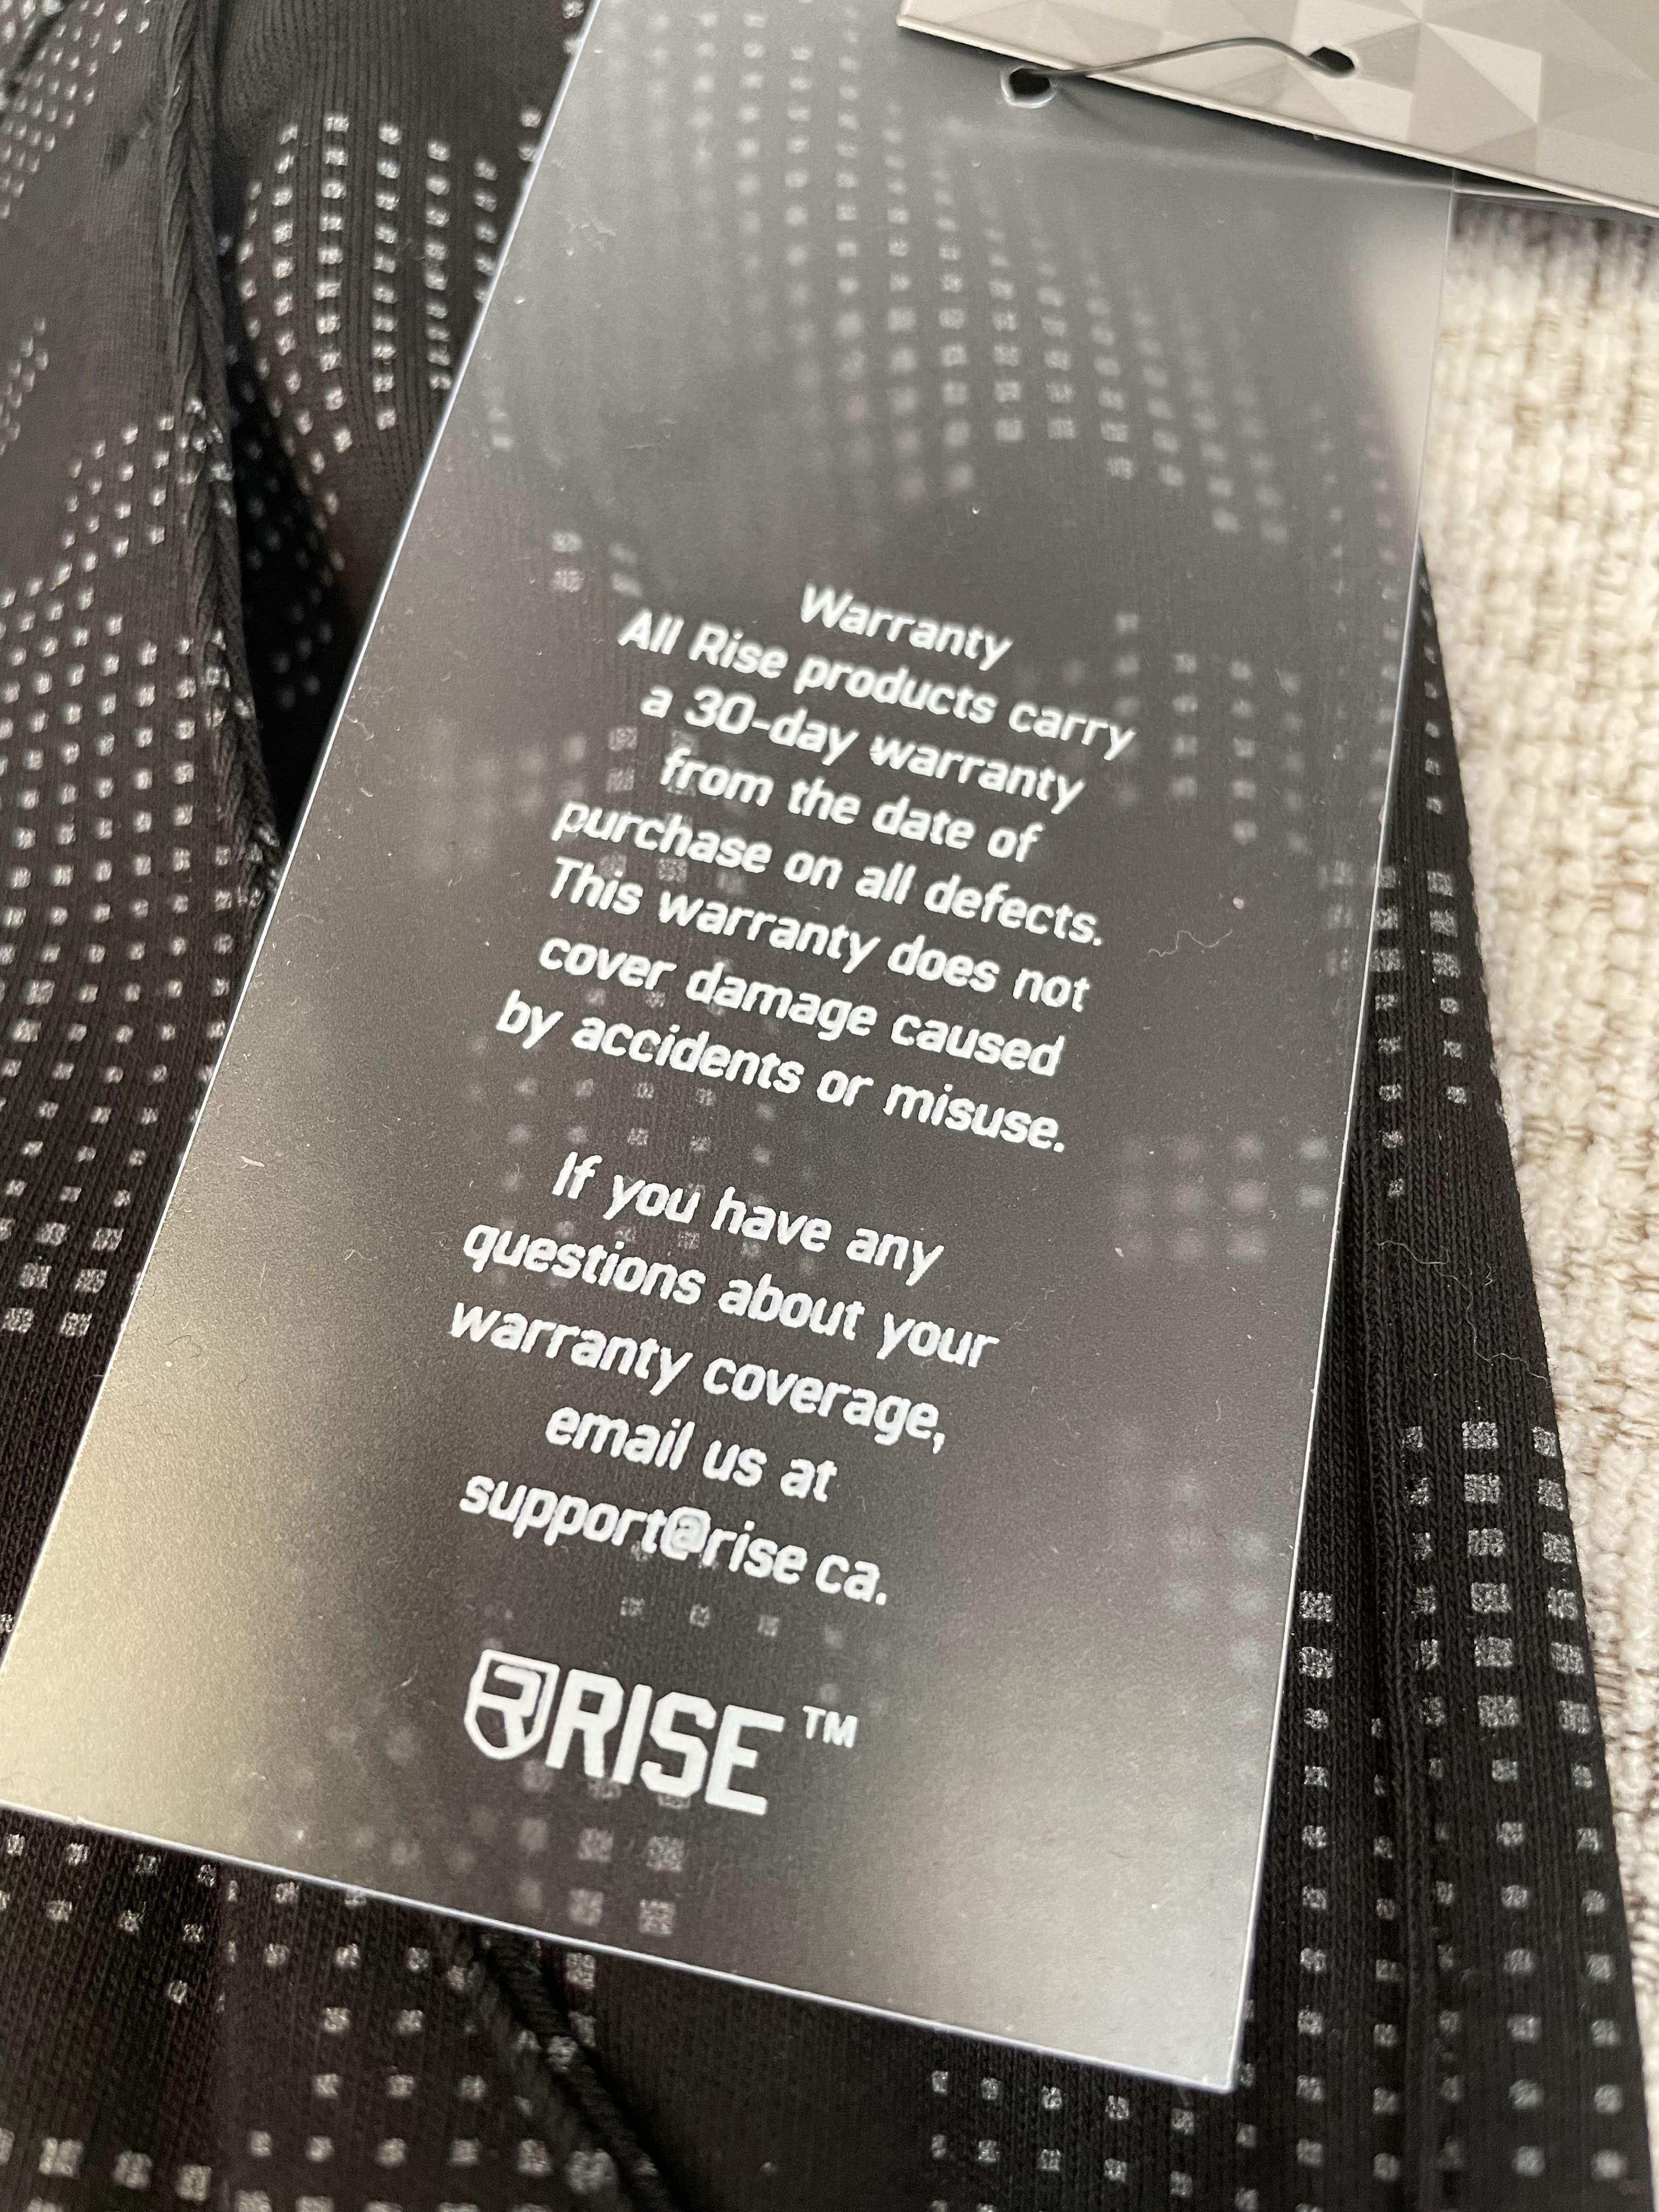 Warranty
All Rise products carry
a 30-day warranty
from the date of
purchase on all defects.
This warranty does not
cover damage caused
by accidents or misuse.
If you have any
questions about your
warranty coverage,
email us at
support@rise ca.
RISE ™